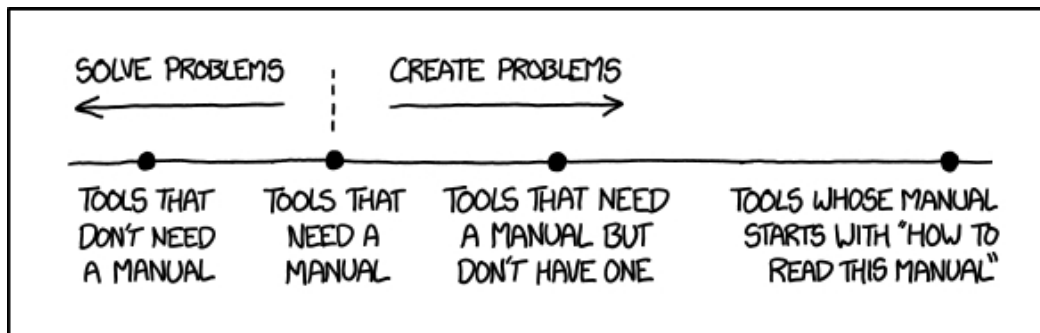 SOLVE PROBLEMS
CREATE PROBLEMS
TOOLS THAT
DON'T NEED
A MANUAL
TOOLS THAT
NEED A
MANUAL
TOOLS THAT NEED
A MANUAL BUT
DON'T HAVE ONE
TOOLS WHOSE MANUAL
STARTS WITH "HOW TO
READ THIS MANUAL"